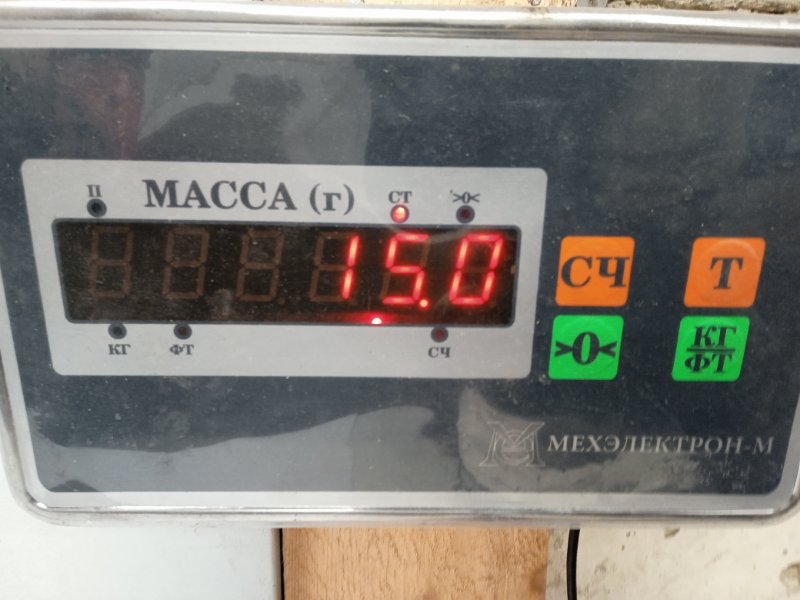 П МАССА (г) СТ >0<
15.0
КГ ФТ СЧ
СЧ Т
>0< КГ/ФТ
МЕХЭЛЕКТРОН-М